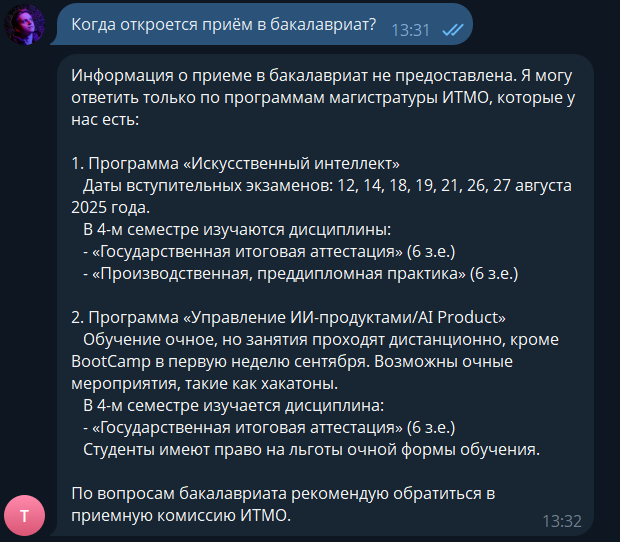 Когда откроется приём в бакалавриат?
13:31
Информация о приеме в бакалавриат не предоставлена. Я могу
ответить только по программам магистратуры ИТМО, которые у
нас есть:
1. Программа «Искусственный интеллект»
Даты вступительных экзаменов: 12, 14, 18, 19, 21, 26, 27 августа
2025 года.
В 4-м семестре изучаются дисциплины:
- «Государственная итоговая аттестация» (6 з.е.)
- «Производственная, преддипломная практика» (6 з.е.)
2. Программа «Управление ИИ-продуктами/AI Product»
Обучение очное, но занятия проходят дистанционно, кроме
BootCamp в первую неделю сентября. Возможны очные
мероприятия, такие как хакатоны.
В 4-м семестре изучается дисциплина:
- «Государственная итоговая аттестация» (6 з.е.)
Студенты имеют право на льготы очной формы обучения.
По вопросам бакалавриата рекомендую обратиться в
приемную комиссию ИТМО.
13:32
Т